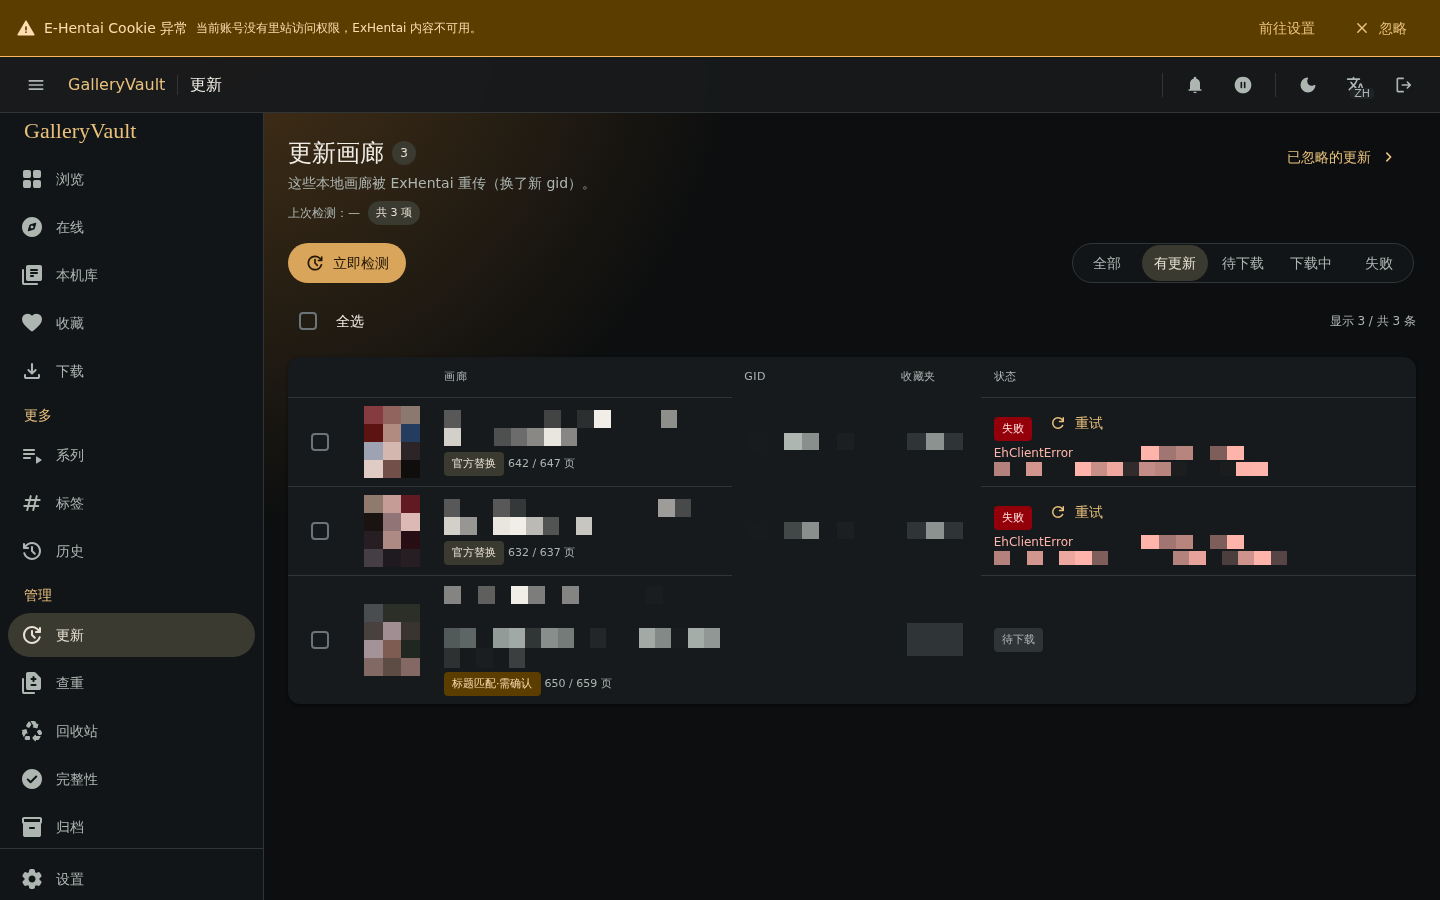 E-Hentai Cookie 异常 当前账号没有里站访问权限，ExHentai 内容不可用。
前往设置
忽略
GalleryVault
更新
ZH
GalleryVault
浏览
在线
本机库
收藏
下载
更多
系列
标签
历史
管理
更新
查重
回收站
完整性
归档
设置
更新画廊 3
已忽略的更新
这些本地画廊被 ExHentai 重传（换了新 gid）。
上次检测：— 共 3 项
立即检测
全部 有更新 待下载 下载中 失败
全选
显示 3 / 共 3 条
画廊 GID 收藏夹 状态
官方替换 642 / 647 页
失败 重试
EhClientError
官方替换 632 / 637 页
失败 重试
EhClientError
标题匹配·需确认 650 / 659 页
待下载